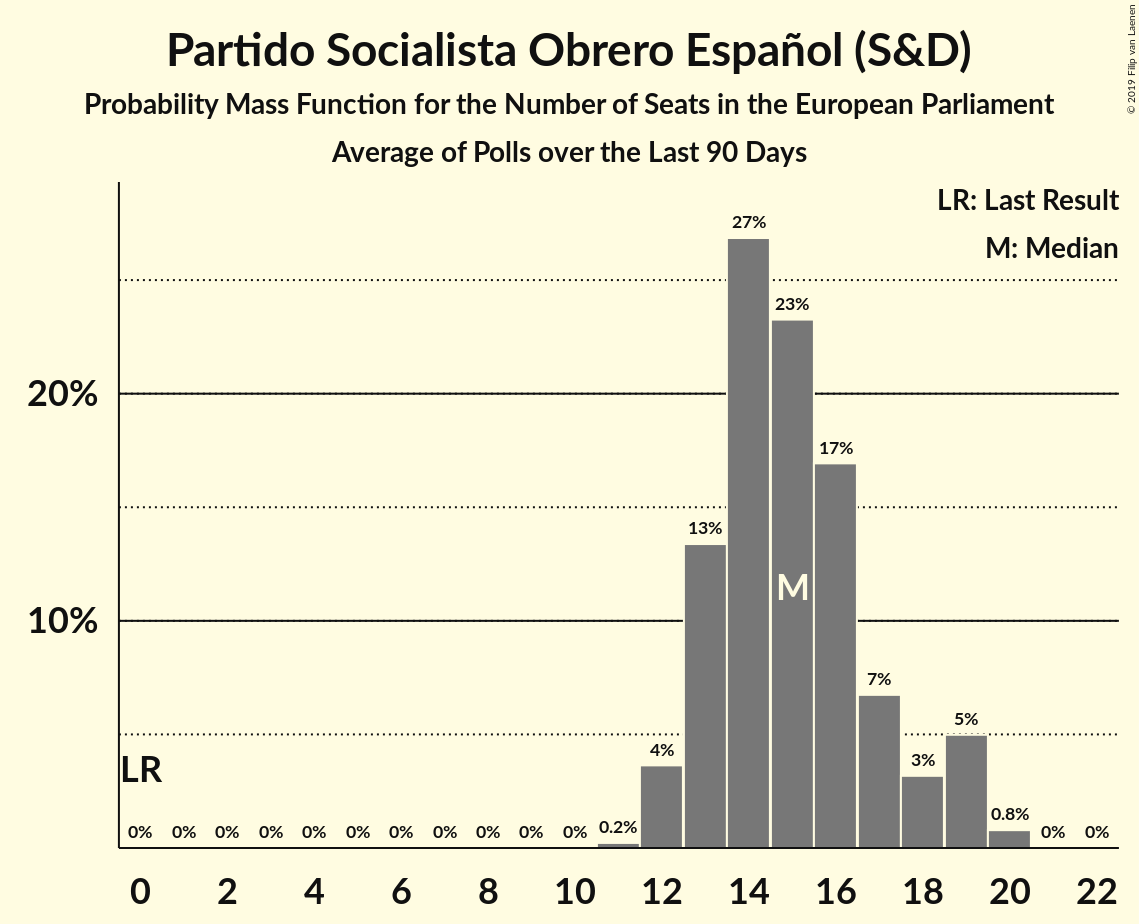 Partido Socialista Obrero Español (S&D)
Probability Mass Function for the Number of Seats in the European Parliament
Average of Polls over the Last 90 Days
© 2019 Filip van Laenen
LR: Last Result
M: Median
27%
23%
20%
17%
13%
M
10%
7%
5%
4%
3%
LR
0% 0% 0% 0% 0% 0% 0% 0% 0% 0% 0% 0.2% 0.8% 0% 0%
0 2 4 6 8 10 12 14 16 18 20 22